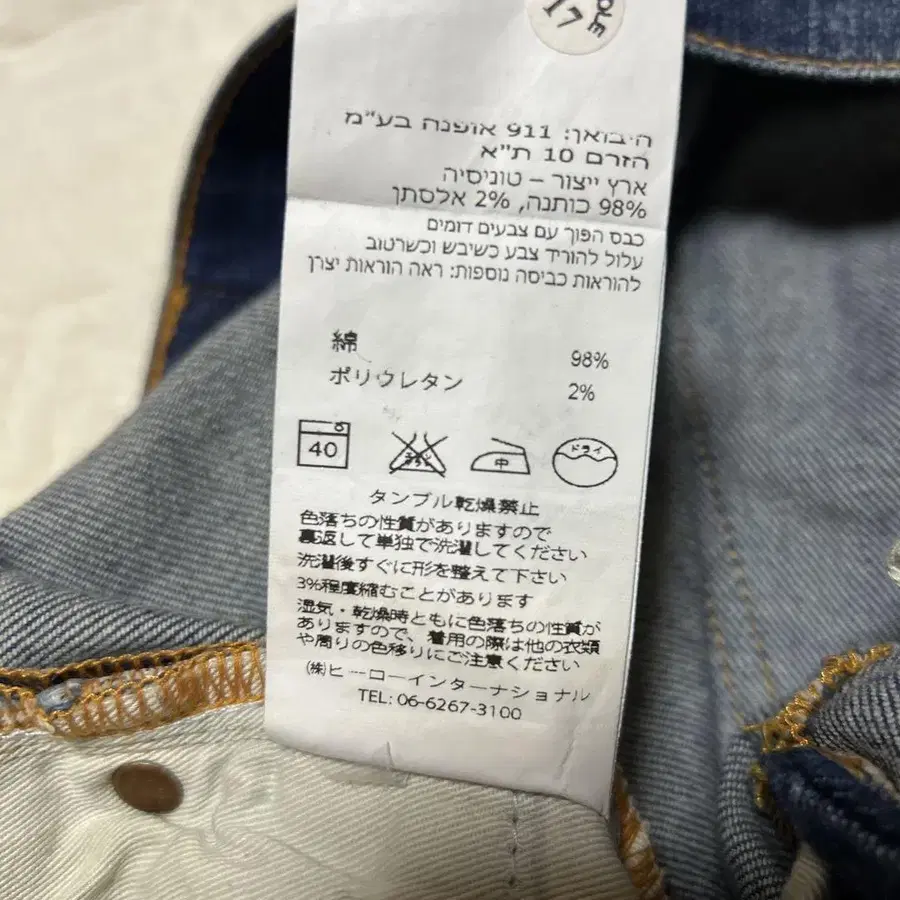 17
היבואן: 911 אופנה בע"מ
הזרם 10 ת"א
ארץ ייצור – טוניסיה
98% כותנה, 2% אלסתן
כבס הפוך עם צבעים דומים
עלול להוריד צבע כשיבש וכשרטוב
להוראות כביסה נוספות: ראה הוראות יצרן
綿 98%
ポリウレタン 2%
40
エンソサラシ
中
ドライ
タンブル乾燥禁止
色落ちの性質がありますので
裏返して単独で洗濯してください
洗濯後すぐに形を整えて下さい
3%程度縮むことがあります
湿気・乾燥時ともに色落ちの性質が
ありますので、着用の際は他の衣類
や周りの色移りにご注意ください
(株)ヒーローインターナショナル
TEL: 06-6267-3100